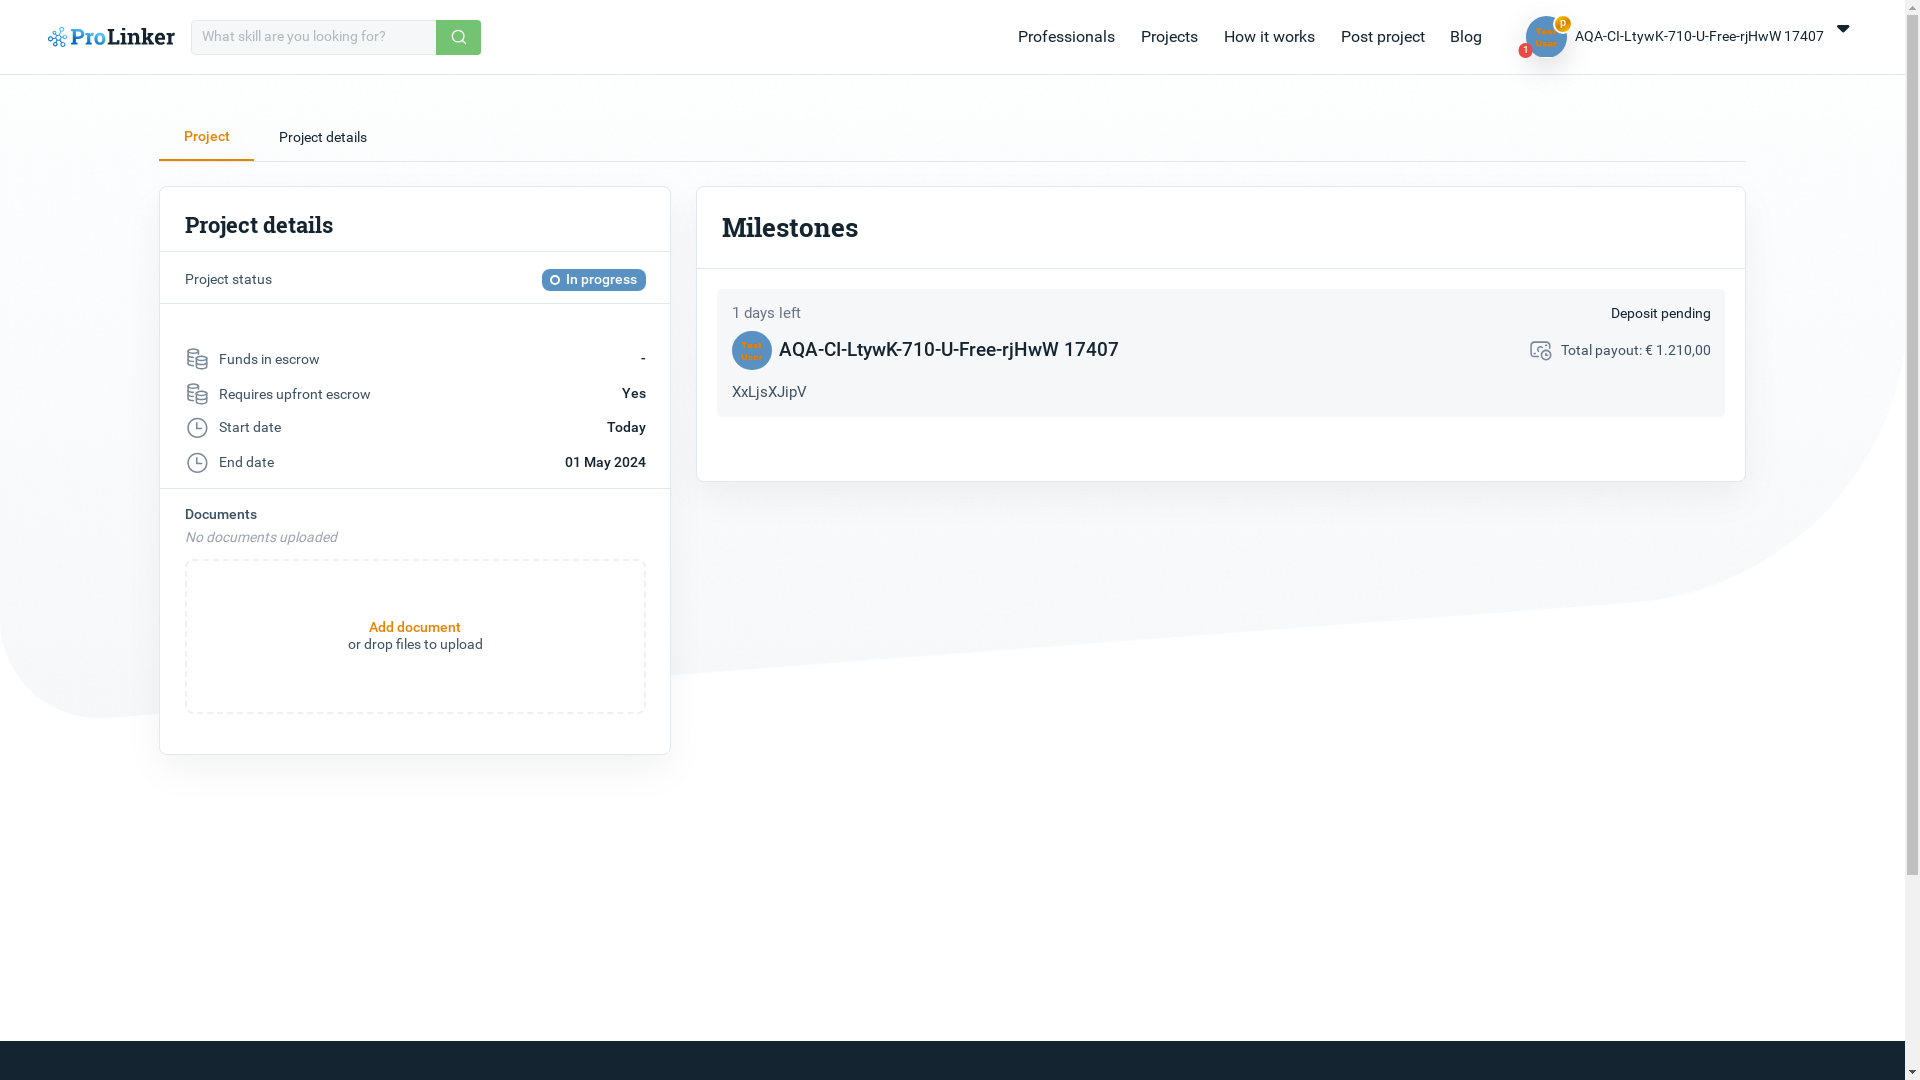 ProLinker
What skill are you looking for?
Professionals
Projects
How it works
Post project
Blog
p
1
Test
User
AQA-CI-LtywK-710-U-Free-rjHwW 17407
Project
Project details
Project details
Project status
In progress
Funds in escrow
-
Requires upfront escrow
Yes
Start date
Today
End date
01 May 2024
Documents
No documents uploaded
Add document
or drop files to upload
Milestones
1 days left
Deposit pending
Test
User
AQA-CI-LtywK-710-U-Free-rjHwW 17407
Total payout: € 1.210,00
XxLjsXJipV